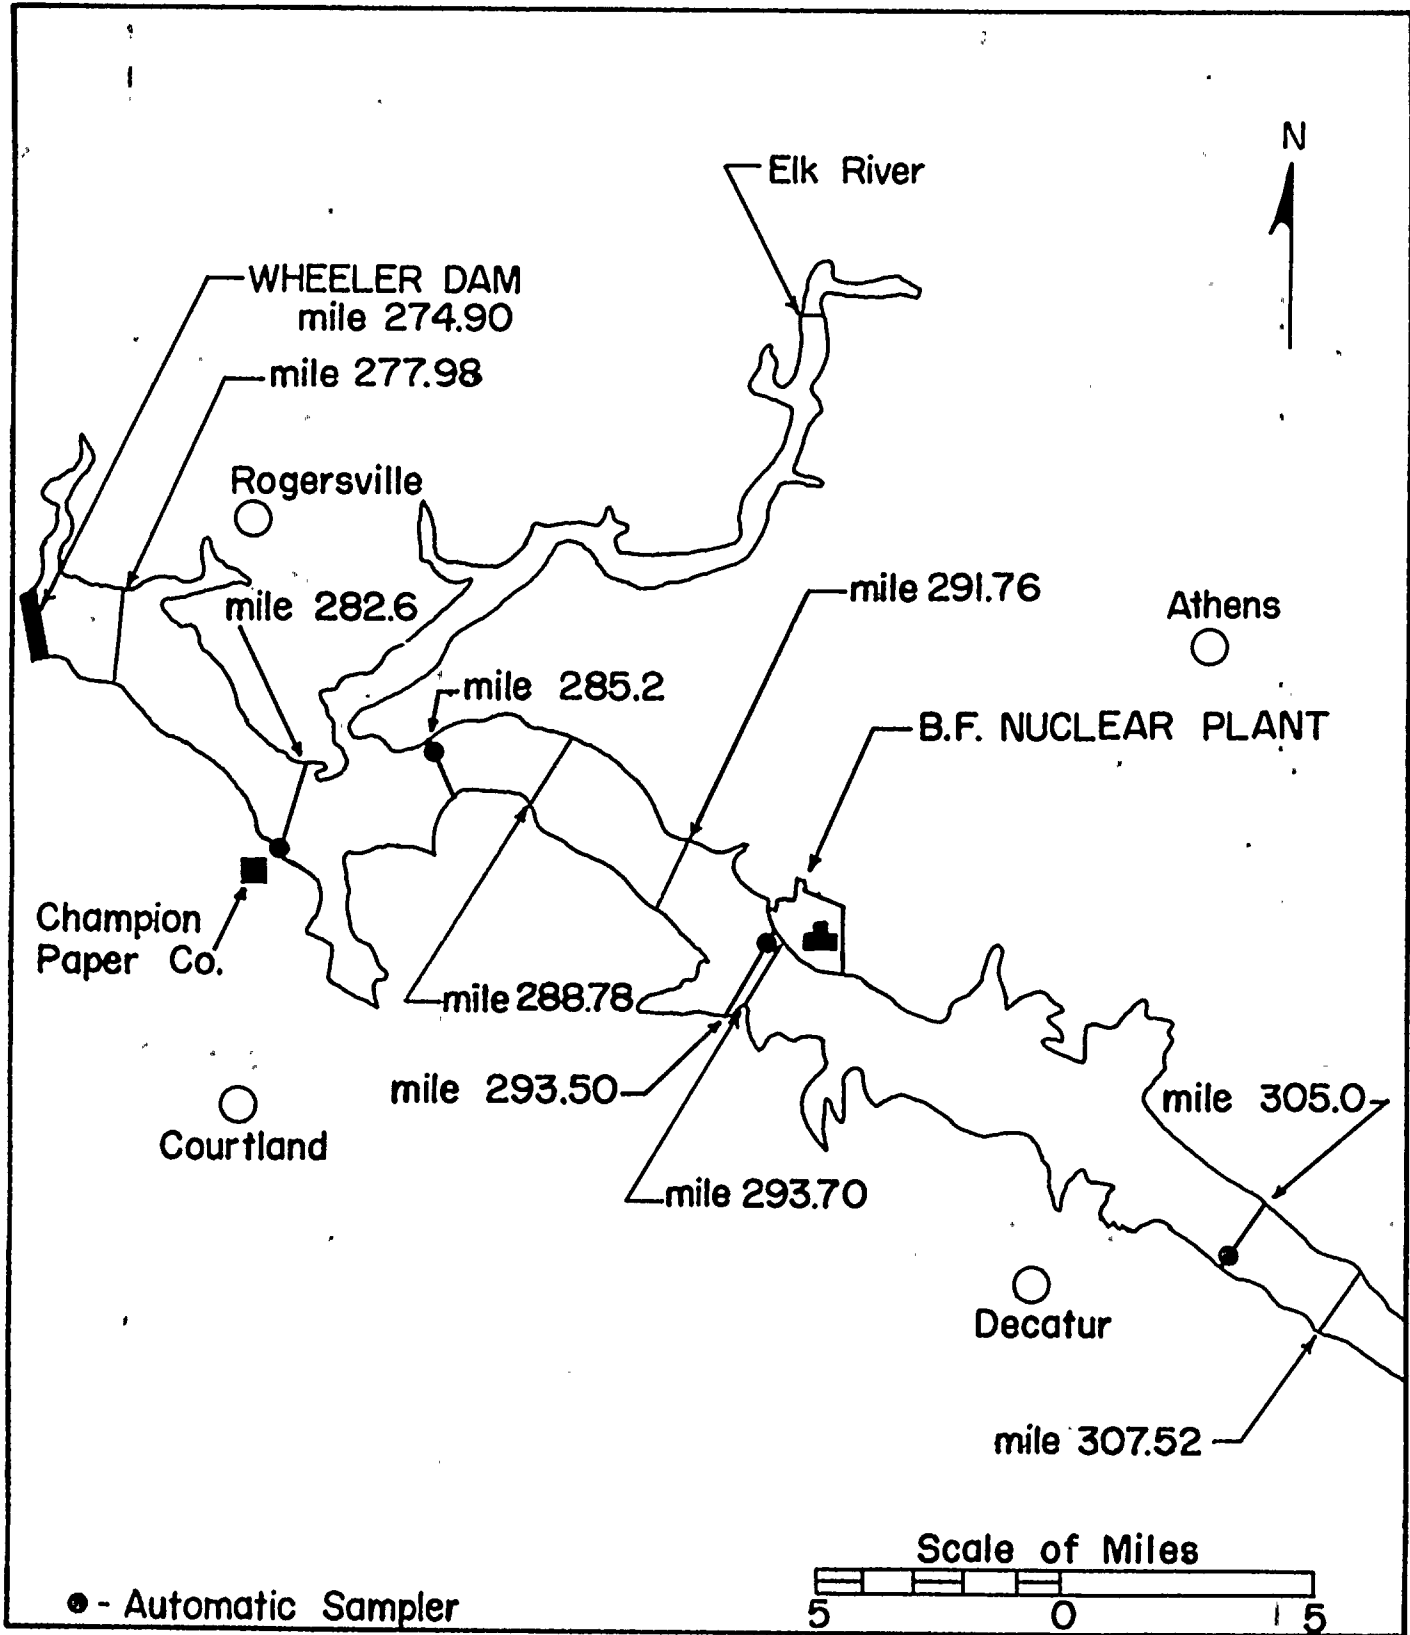 N
Elk River
WHEELER DAM
mile 274.90
mile 277.98
Rogersville
mile 282.6
mile 291.76
Athens
mile 285.2
B.F. NUCLEAR PLANT
Champion
Paper Co.
mile 288.78
mile 293.50
mile 305.0
Courtland
mile 293.70
Decatur
mile 307.52
Scale of Miles
5 0 5
- Automatic Sampler